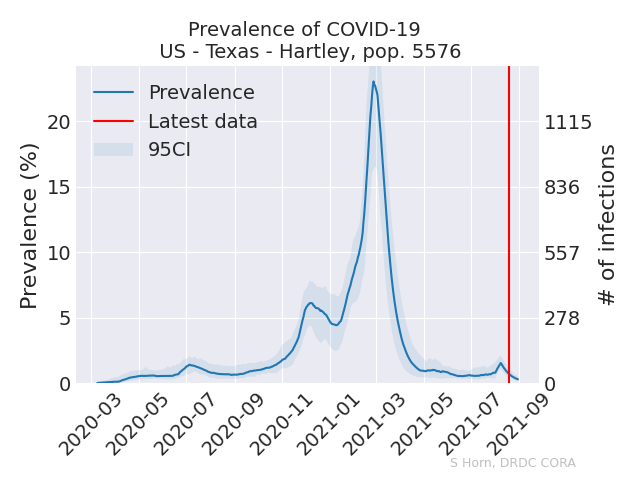 Prevalence of COVID-19
US - Texas - Hartley, pop. 5576
Prevalence
Latest data
95CI
Prevalence (%)
20
15
10
5
0
1115
836
557
278
0
# of infections
2020-03
2020-05
2020-07
2020-09
2020-11
2021-01
2021-03
2021-05
2021-07
2021-09
S Horn, DRDC CORA